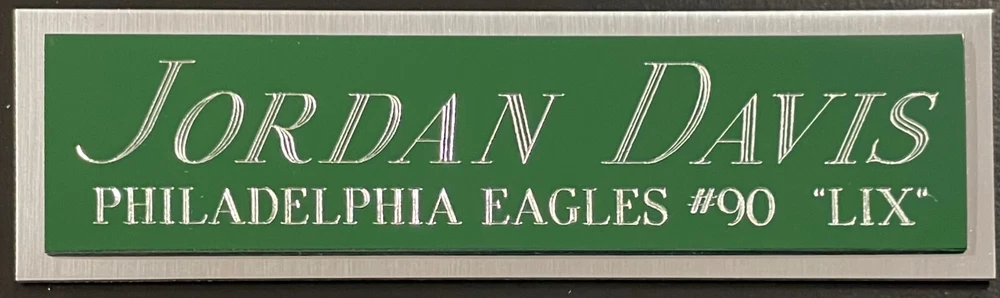 JORDAN DAVIS
PHILADELPHIA EAGLES #90 "LIX"